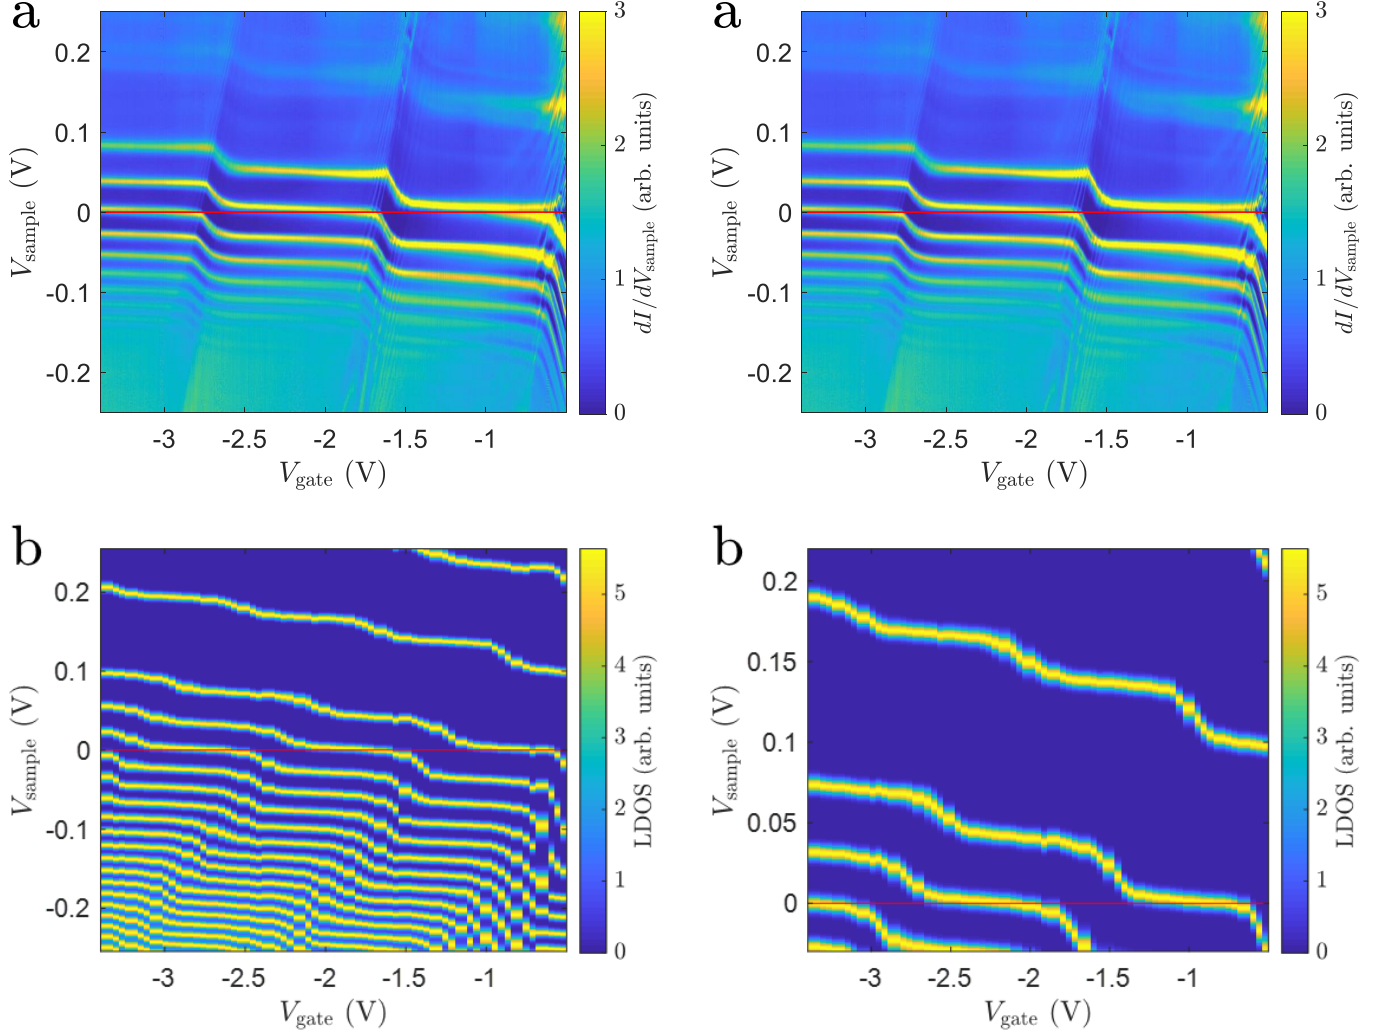 a
0.2
0.1
0
-0.1
-0.2
V_sample (V)
-3 -2.5 -2 -1.5 -1
V_gate (V)
3
2
1
0
dI/dV_sample (arb. units)
a
0.2
0.1
0
-0.1
-0.2
V_sample (V)
-3 -2.5 -2 -1.5 -1
V_gate (V)
3
2
1
0
dI/dV_sample (arb. units)
b
0.2
0.1
0
-0.1
-0.2
V_sample (V)
-3 -2.5 -2 -1.5 -1
V_gate (V)
5
4
3
2
1
0
LDOS (arb. units)
b
0.2
0.15
0.1
0.05
0
V_sample (V)
-3 -2.5 -2 -1.5 -1
V_gate (V)
5
4
3
2
1
0
LDOS (arb. units)